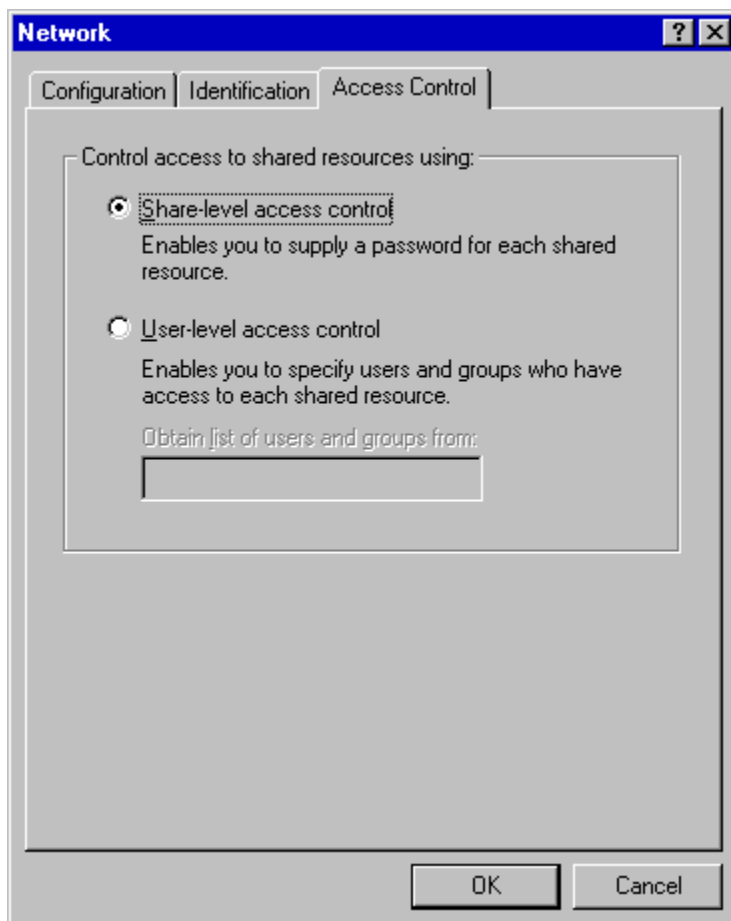 Network
Configuration
Identification
Access Control
Control access to shared resources using:
Share-level access control
Enables you to supply a password for each shared
resource.
User-level access control
Enables you to specify users and groups who have
access to each shared resource.
Obtain list of users and groups from:
OK
Cancel